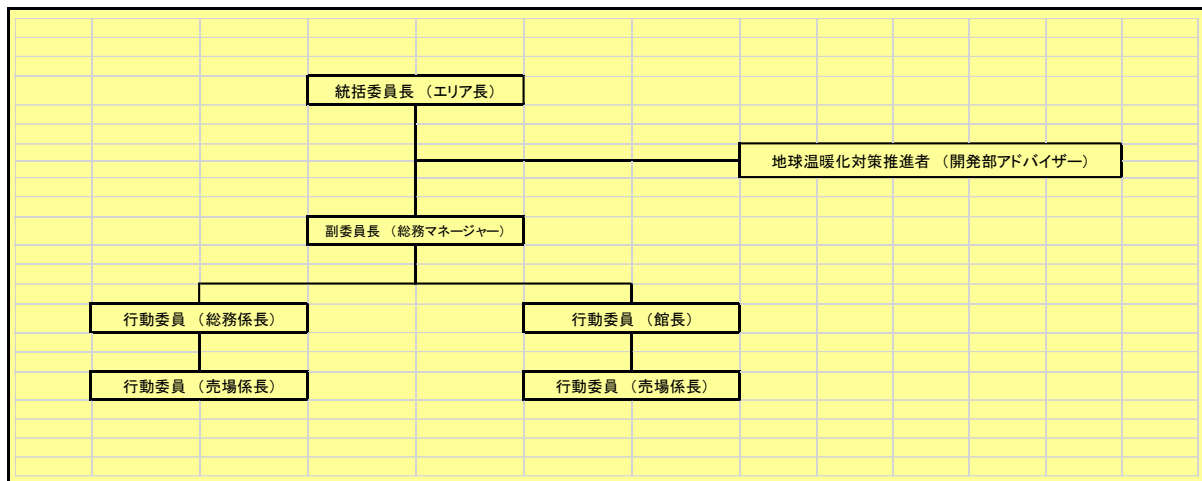 統括委員長 （エリア長）
地球温暖化対策推進者 （開発部アドバイザー）
副委員長 （総務マネージャー）
行動委員 （総務係長）
行動委員 （館長）
行動委員 （売場係長）
行動委員 （売場係長）